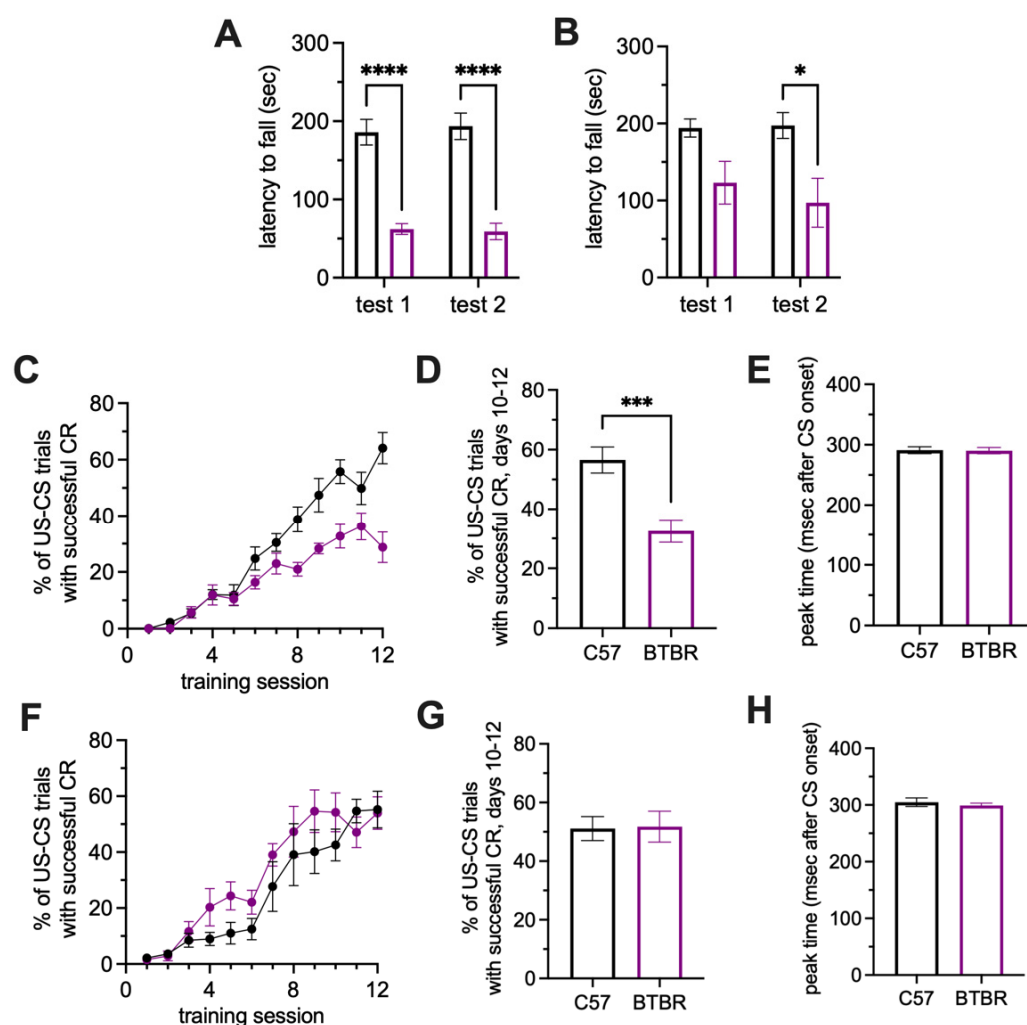 A
latency to fall (sec)
300
200
100
0
****
****
test 1
test 2
B
latency to fall (sec)
300
200
100
0
*
test 1
test 2
C
% of US-CS trials
with successful CR
80
60
40
20
0
0
4
8
12
training session
D
% of US-CS trials
with successful CR, days 10-12
80
60
40
20
0
***
C57
BTBR
E
peak time (msec after CS onset)
400
300
200
100
0
C57
BTBR
F
% of US-CS trials
with successful CR
80
60
40
20
0
0
4
8
12
training session
G
% of US-CS trials
with successful CR, days 10-12
80
60
40
20
0
C57
BTBR
H
peak time (msec after CS onset)
400
300
200
100
0
C57
BTBR